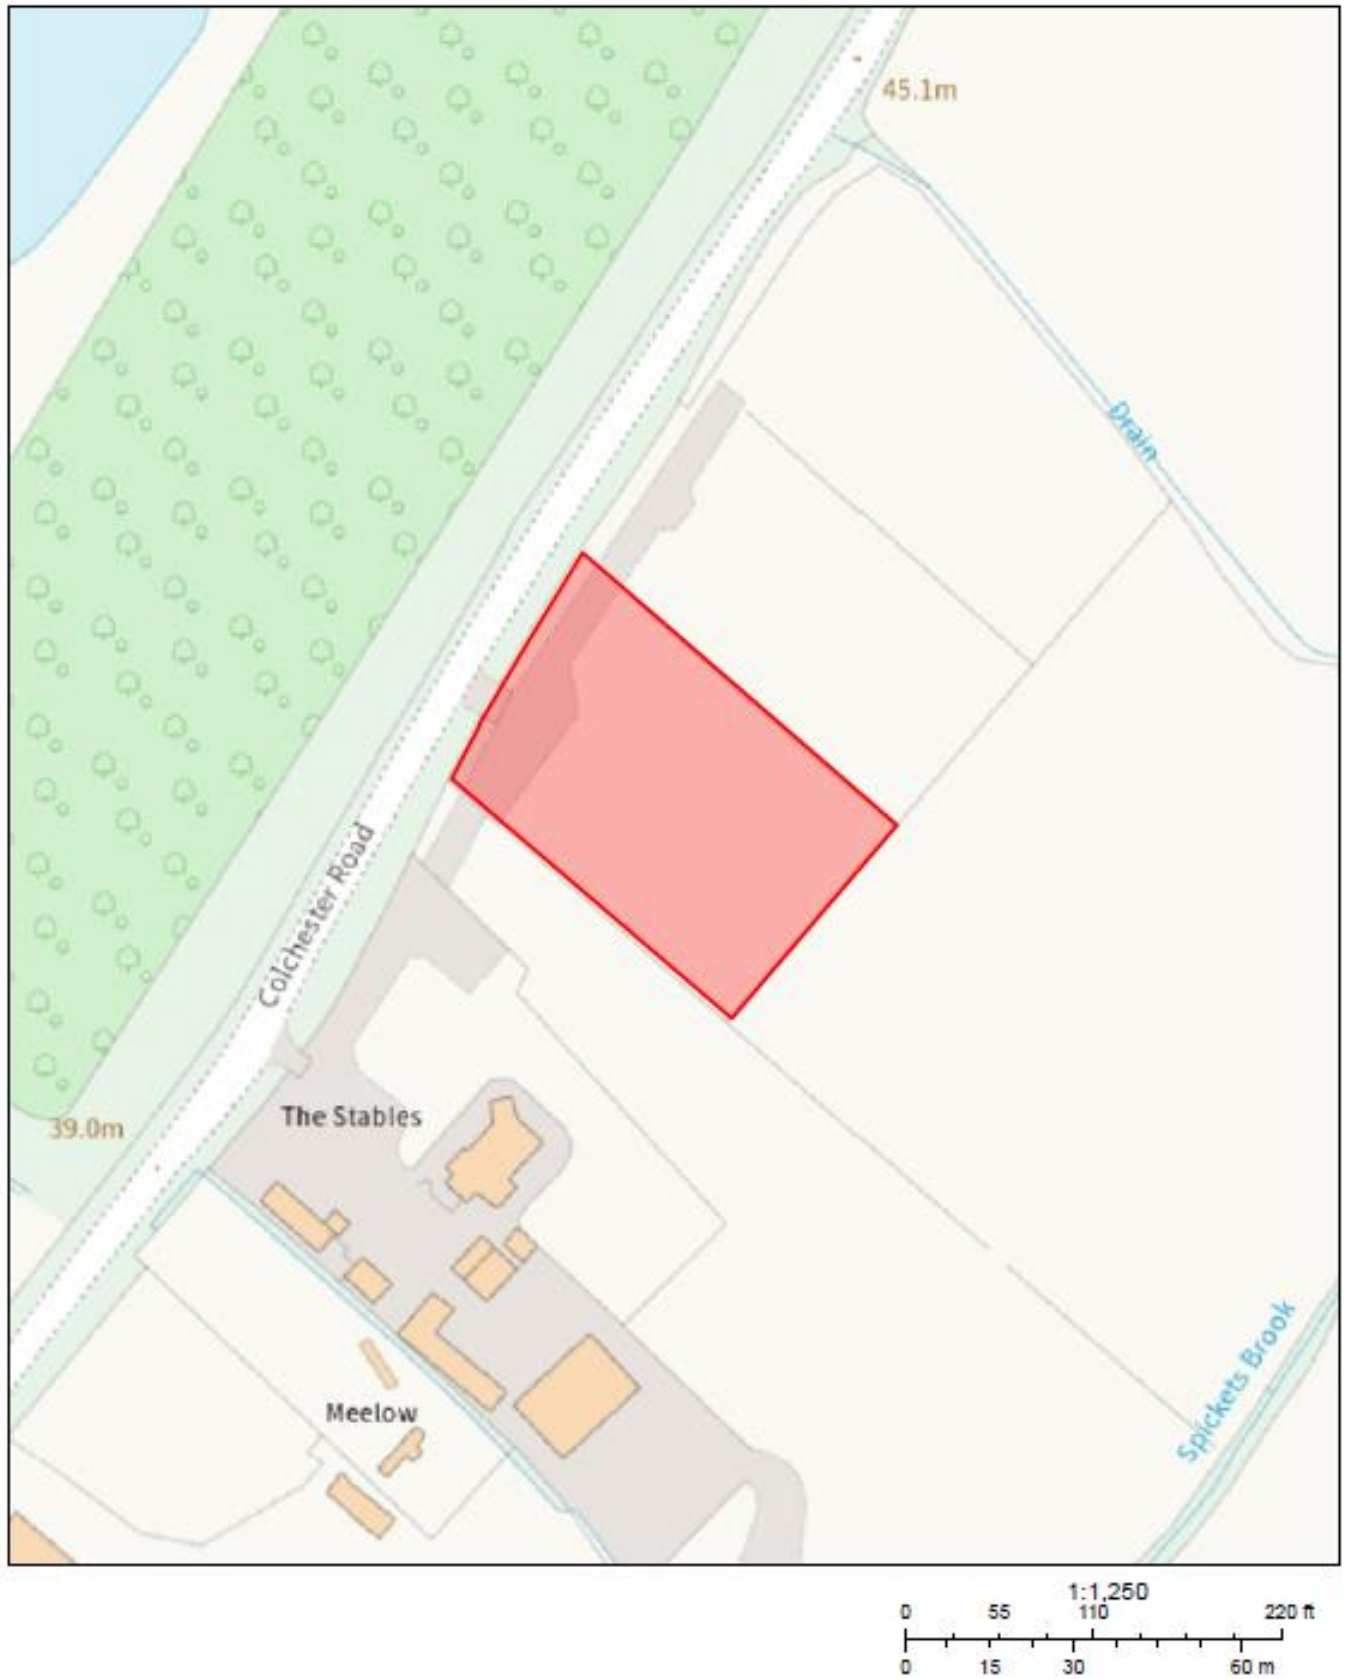 45.1m
Drain
Colchester Road
The Stables
39.0m
Spickets Brook
Meelow
1:1,250
0 55 110 220 ft
0 15 30 60 m